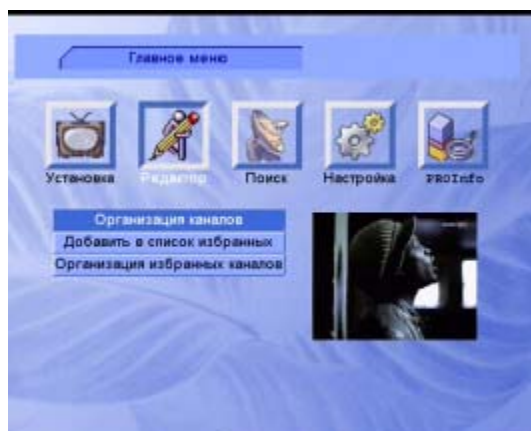 Главное меню
Установка Редактор Поиск Настройка PROInfo
Организация каналов
Добавить в список избранных
Организация избранных каналов